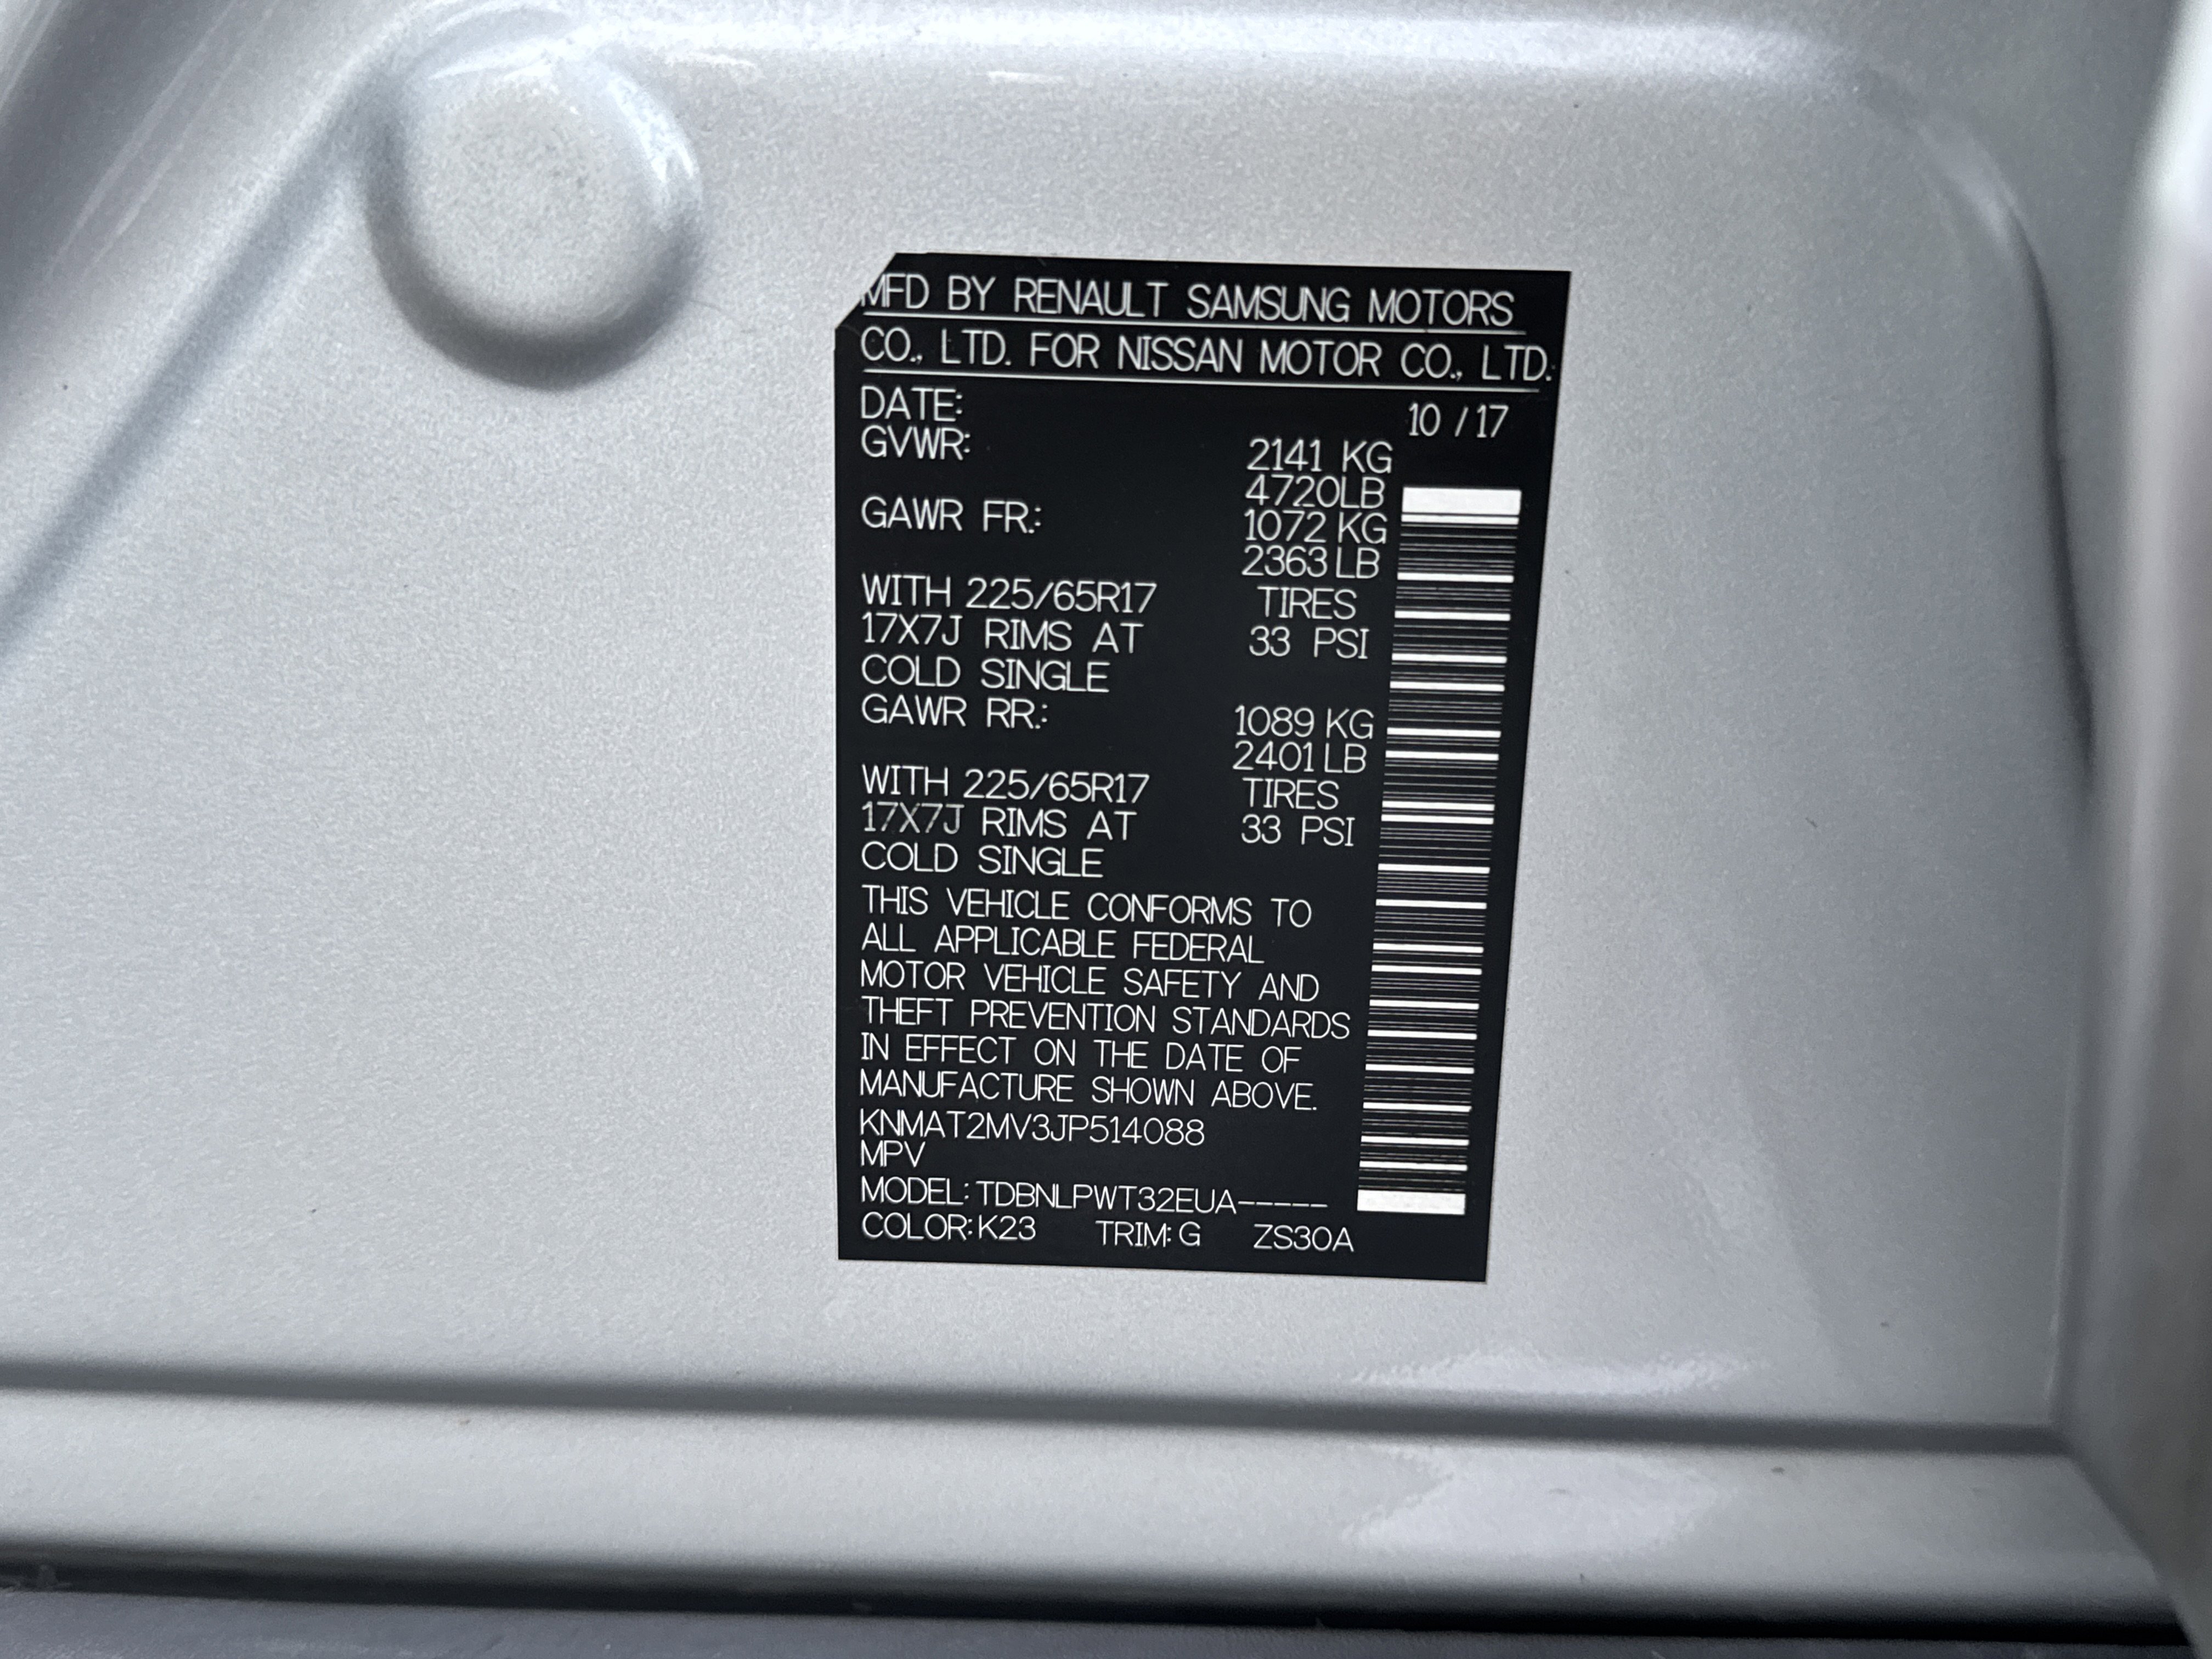 MFD BY RENAULT SAMSUNG MOTORS
CO., LTD. FOR NISSAN MOTOR CO., LTD.
DATE: 10 / 17
GVWR: 2141 KG
4720LB
GAWR FR.: 1072 KG
2363 LB
WITH 225/65R17 TIRES
17X7J RIMS AT 33 PSI
COLD SINGLE
GAWR RR.: 1089 KG
2401 LB
WITH 225/65R17 TIRES
17X7J RIMS AT 33 PSI
COLD SINGLE
THIS VEHICLE CONFORMS TO
ALL APPLICABLE FEDERAL
MOTOR VEHICLE SAFETY AND
THEFT PREVENTION STANDARDS
IN EFFECT ON THE DATE OF
MANUFACTURE SHOWN ABOVE.
KNMAT2MV3JP514088
MPV
MODEL: TDBNLPWT32EUA-----
COLOR: K23 TRIM: G ZS30A